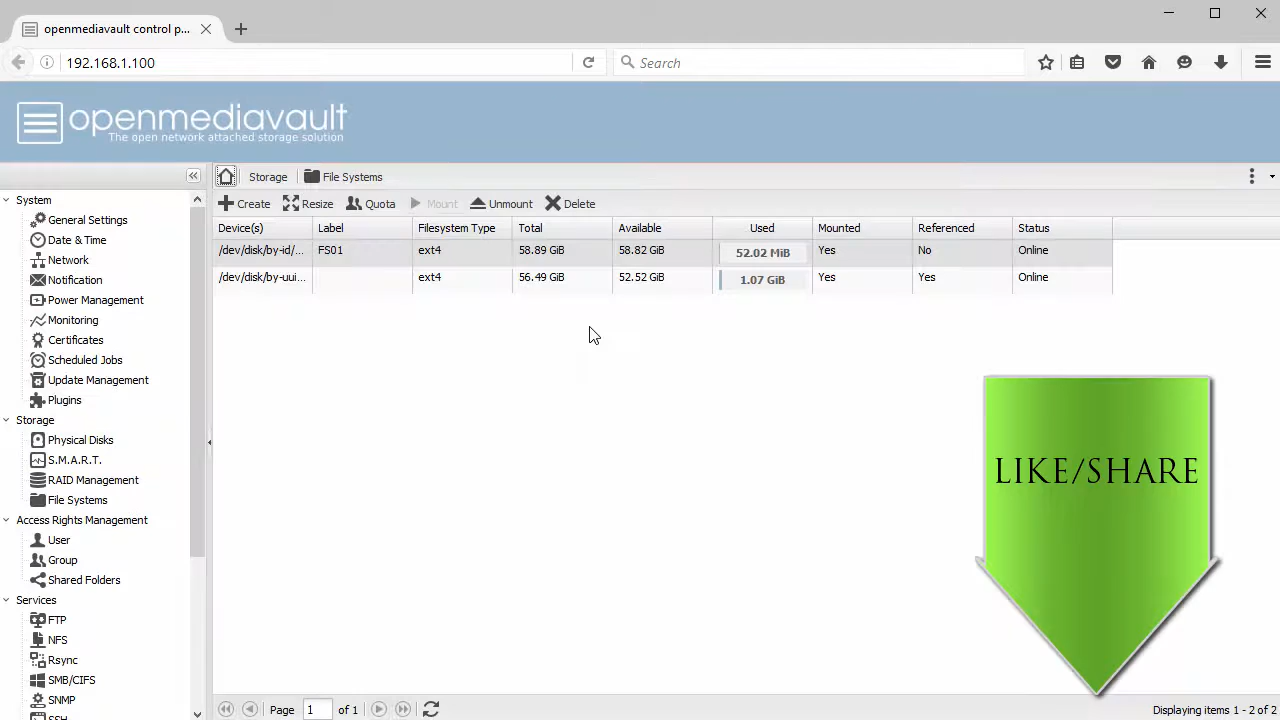 openmediavault control p...
192.168.1.100
Search
openmediavault
The open network attached storage solution
Storage File Systems
Create Resize Quota Mount Unmount Delete
Device(s) Label Filesystem Type Total Available Used Mounted Referenced Status
/dev/disk/by-id/... FS01 ext4 58.89 GiB 58.82 GiB 52.02 MiB Yes No Online
/dev/disk/by-uui... ext4 56.49 GiB 52.52 GiB 1.07 GiB Yes Yes Online
System
General Settings
Date & Time
Network
Notification
Power Management
Monitoring
Certificates
Scheduled Jobs
Update Management
Plugins
Storage
Physical Disks
S.M.A.R.T.
RAID Management
File Systems
Access Rights Management
User
Group
Shared Folders
Services
FTP
NFS
Rsync
SMB/CIFS
SNMP
SSH
LIKE/SHARE
Page 1 of 1
Displaying items 1 - 2 of 2